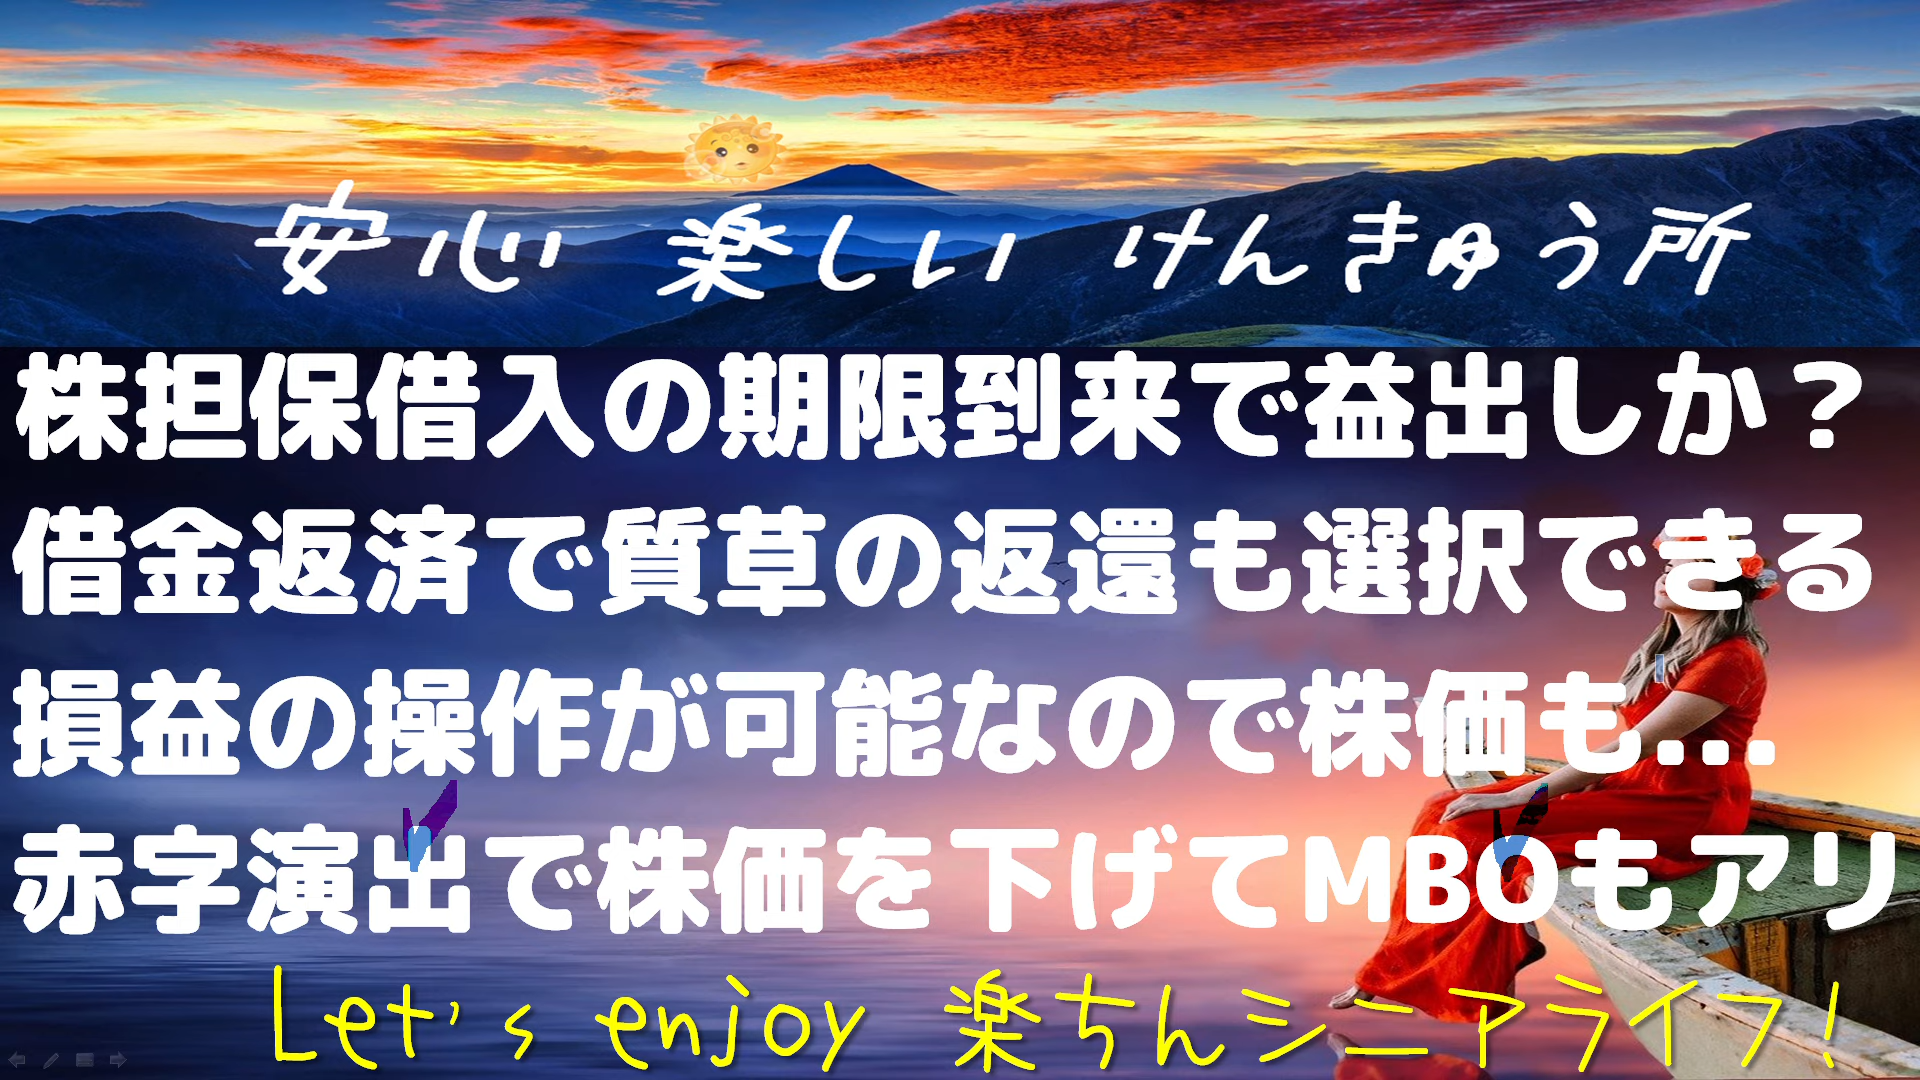 安心 楽しい けんきゅう所
株担保借入の期限到来で益出しか？
借金返済で質草の返還も選択できる
損益の操作が可能なので株価も...
赤字演出で株価を下げてMBOもアリ
Let's enjoy 楽ちんシニアライフ!